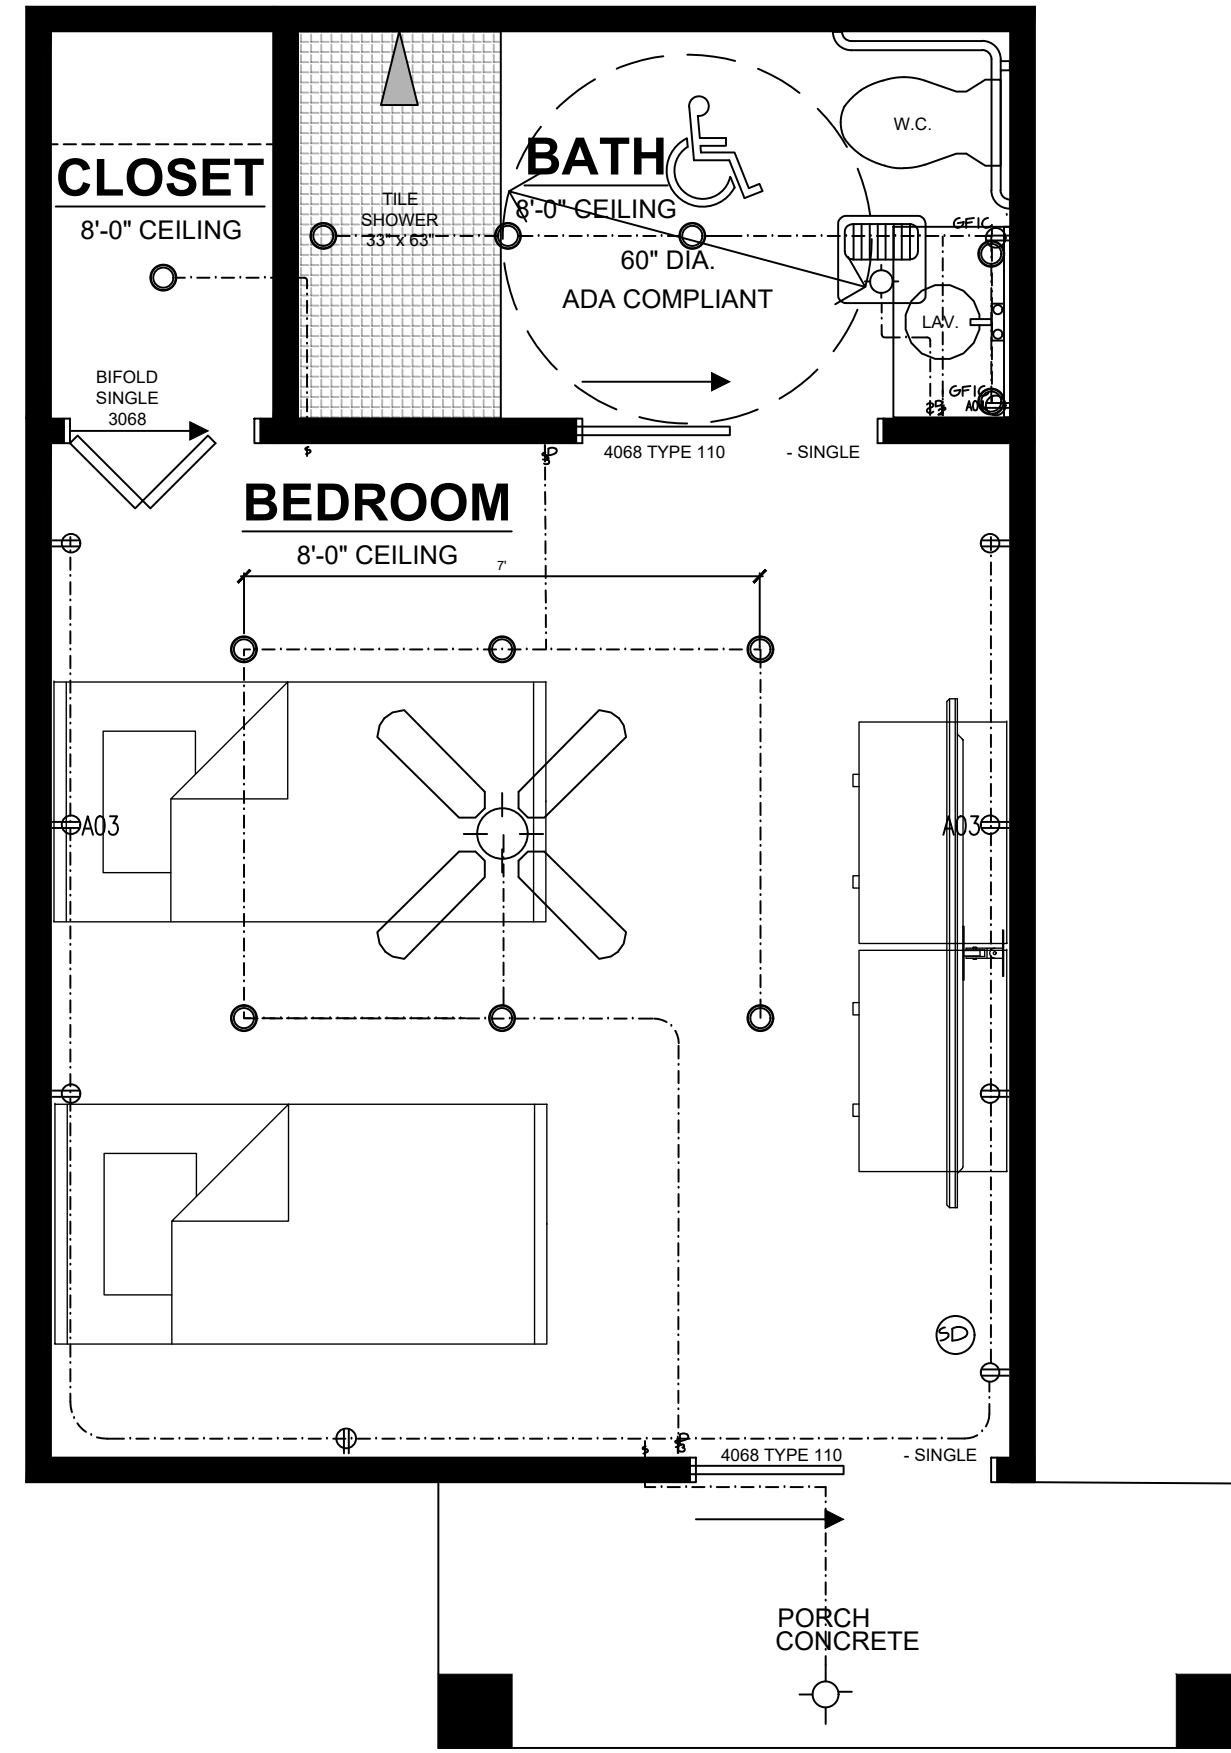 W.C.
BATH
CLOSET
TILE
SHOWER
33" x 63"
8'-0" CEILING
8'-0" CEILING
GFIC
60" DIA.
ADA COMPLIANT
LAV.
BIFOLD
SINGLE
3068
GFIC
4068 TYPE 110 - SINGLE
BEDROOM
8'-0" CEILING
7'
A03
A03
SD
4068 TYPE 110 - SINGLE
PORCH
CONCRETE